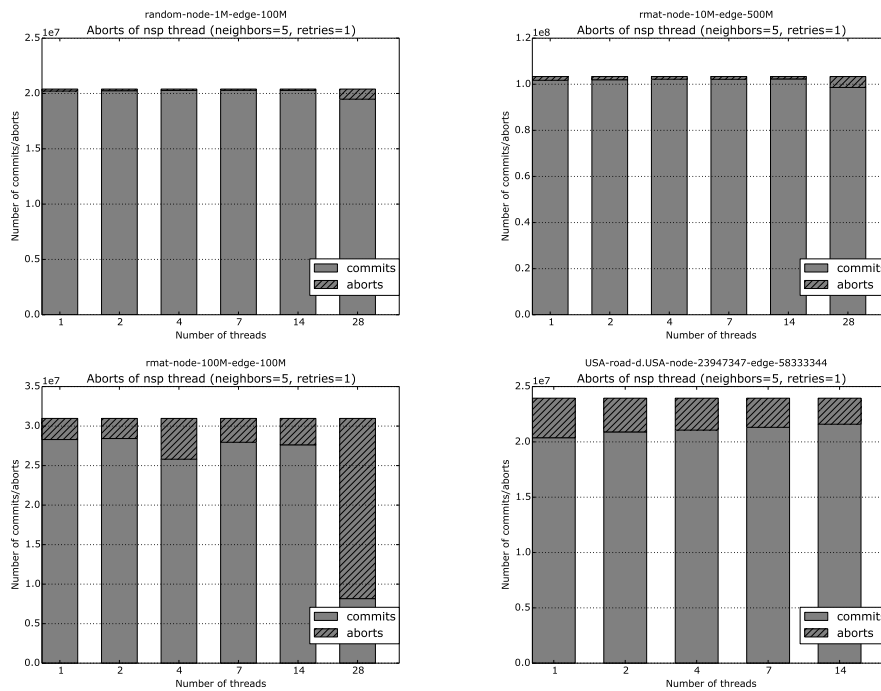 random-node-1M-edge-100M
Aborts of nsp thread (neighbors=5, retries=1)
1e7
2.5
2.0
1.5
1.0
0.5
0.0
Number of commits/aborts
commits
aborts
1 2 4 7 14 28
Number of threads
rmat-node-10M-edge-500M
Aborts of nsp thread (neighbors=5, retries=1)
1e8
1.2
1.0
0.8
0.6
0.4
0.2
0.0
Number of commits/aborts
commit
aborts
1 2 4 7 14 28
Number of threads
rmat-node-100M-edge-100M
Aborts of nsp thread (neighbors=5, retries=1)
1e7
3.5
3.0
2.5
2.0
1.5
1.0
0.5
0.0
Number of commits/aborts
commits
aborts
1 2 4 7 14 28
Number of threads
USA-road-d.USA-node-23947347-edge-58333344
Aborts of nsp thread (neighbors=5, retries=1)
1e7
2.5
2.0
1.5
1.0
0.5
0.0
Number of commits/aborts
commit
aborts
1 2 4 7 14
Number of threads